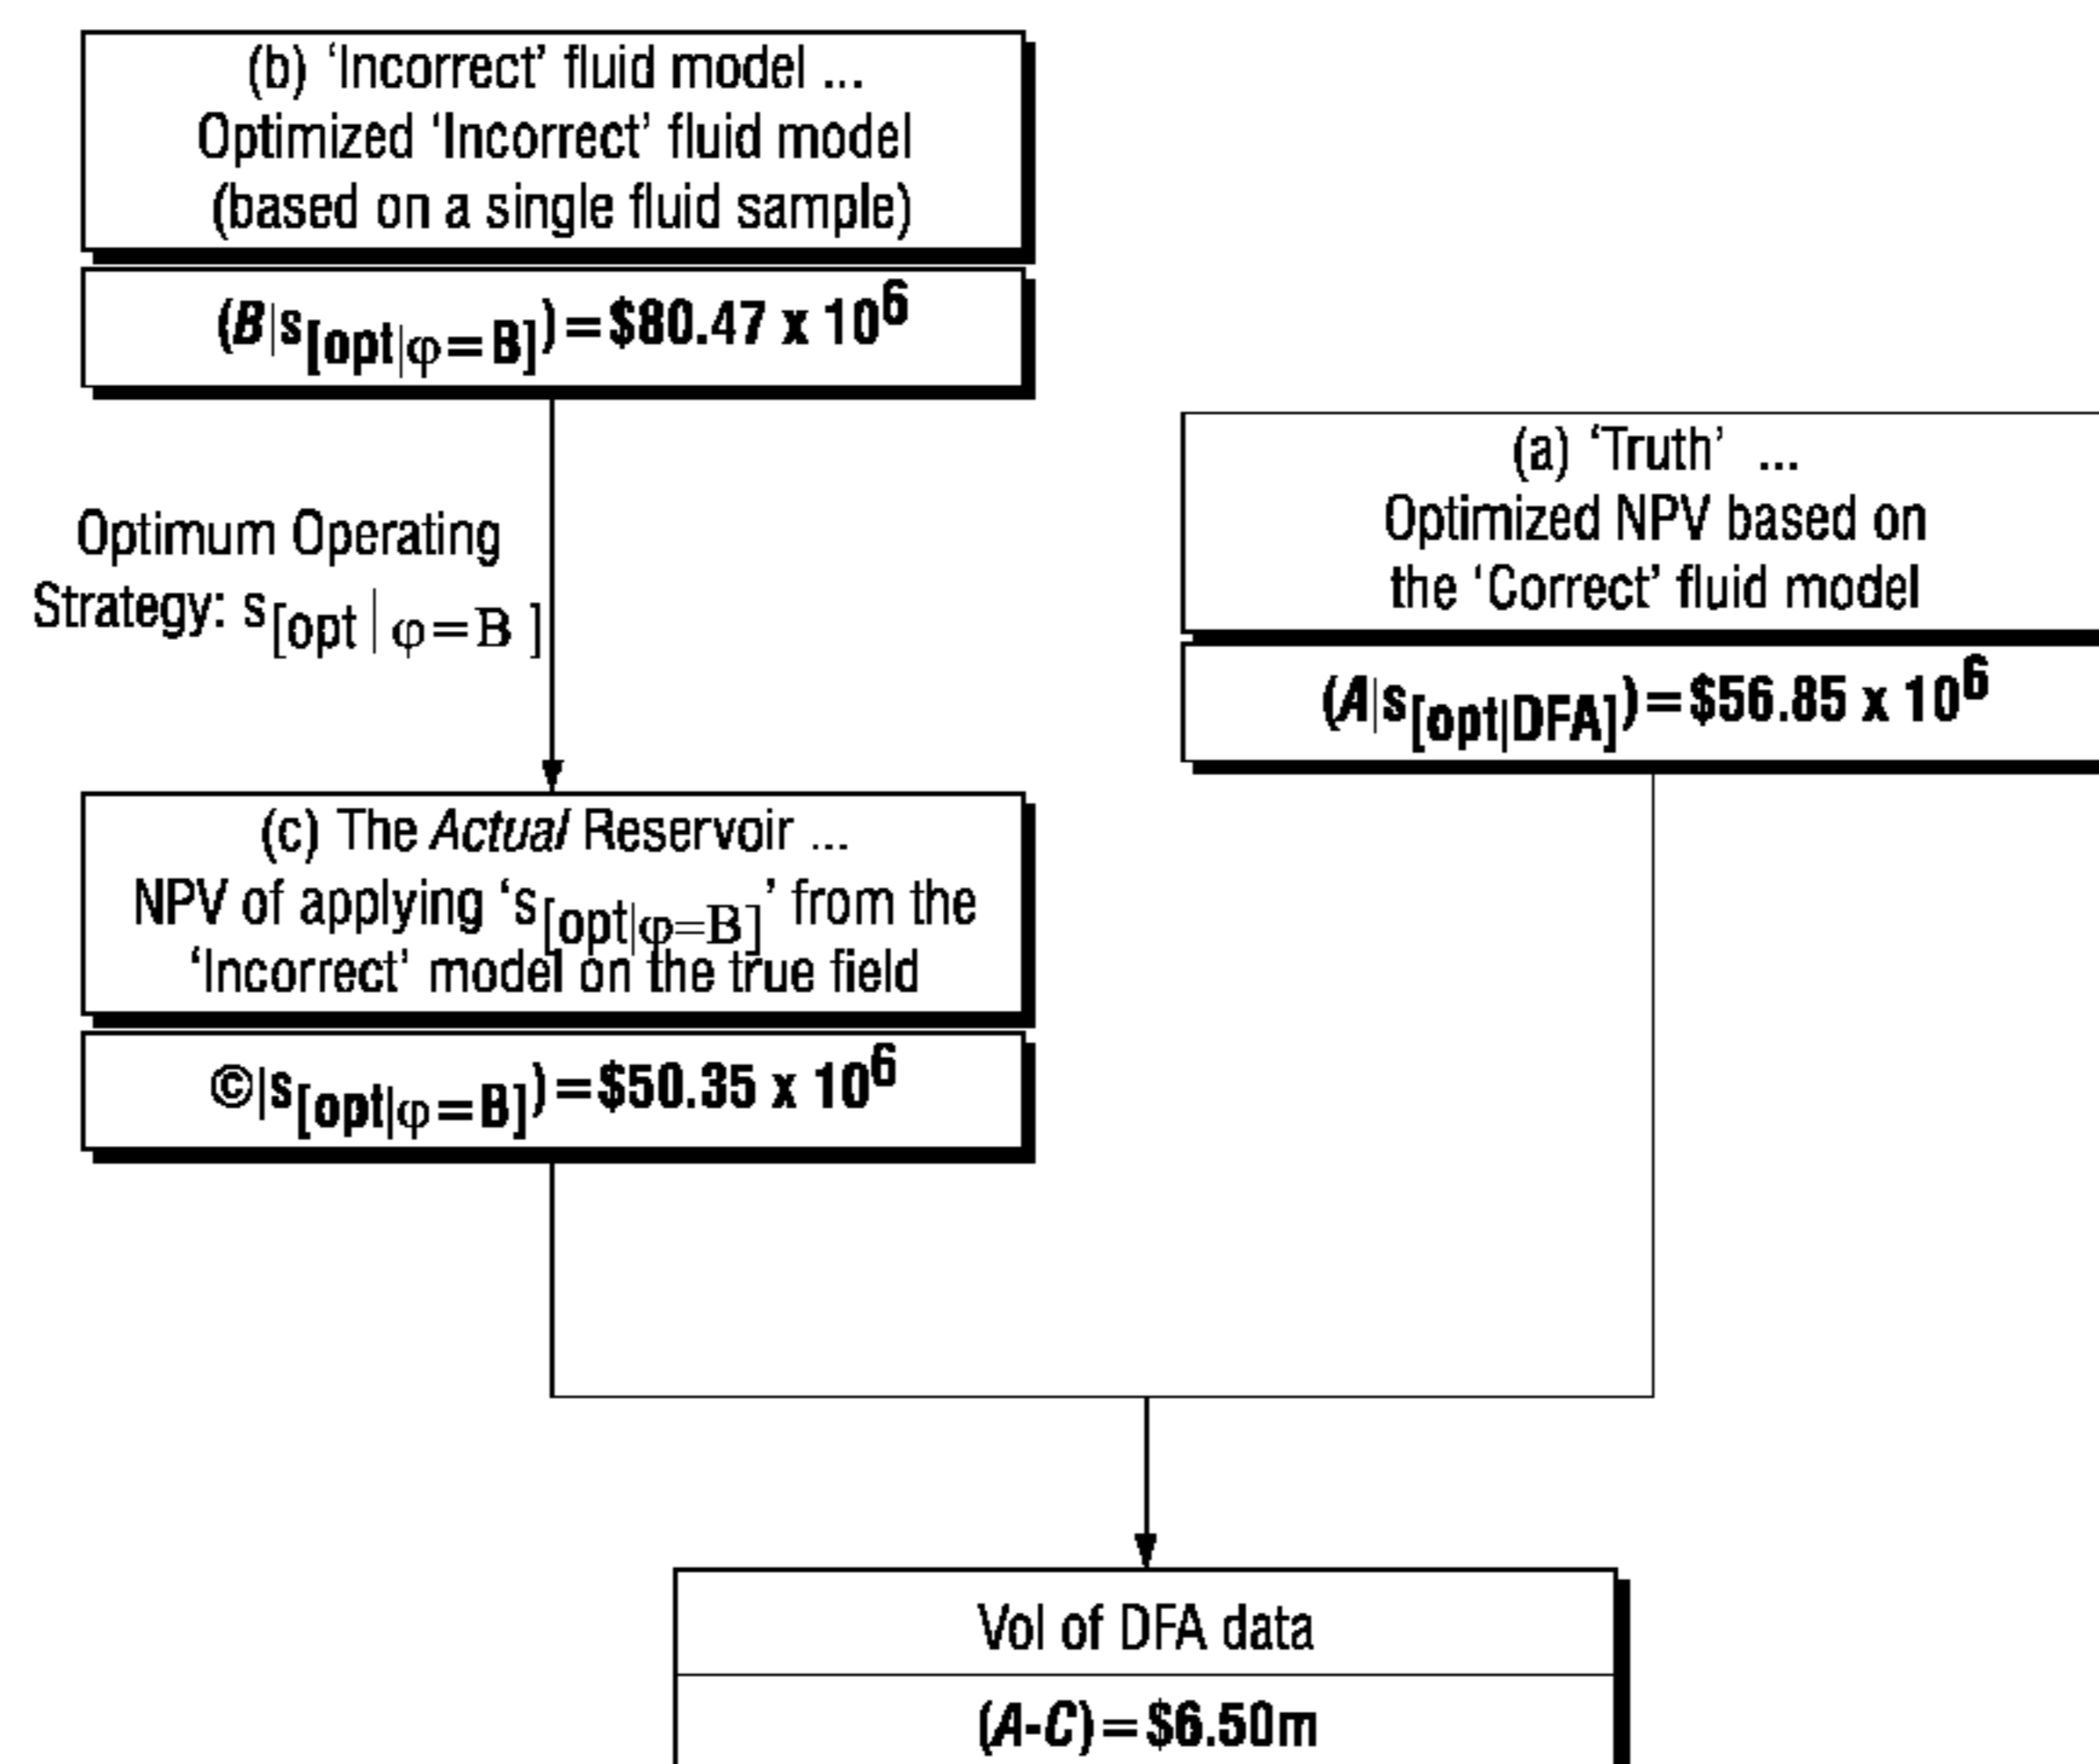 (b) ‘Incorrect’ fluid model ...
Optimized ‘Incorrect’ fluid model
(based on a single fluid sample)
(B|s[opt|φ=B])=$80.47 x 10^6
Optimum Operating
Strategy: s[opt | φ=B ]
(a) ‘Truth’ ...
Optimized NPV based on
the ‘Correct’ fluid model
(A|s[opt|DFA])=$56.85 x 10^6
(c) The Actual Reservoir ...
NPV of applying ‘s[opt|φ=B]’ from the
‘Incorrect’ model on the true field
©|s[opt|φ=B])=$50.35 x 10^6
Vol of DFA data
(A-C)=$6.50m